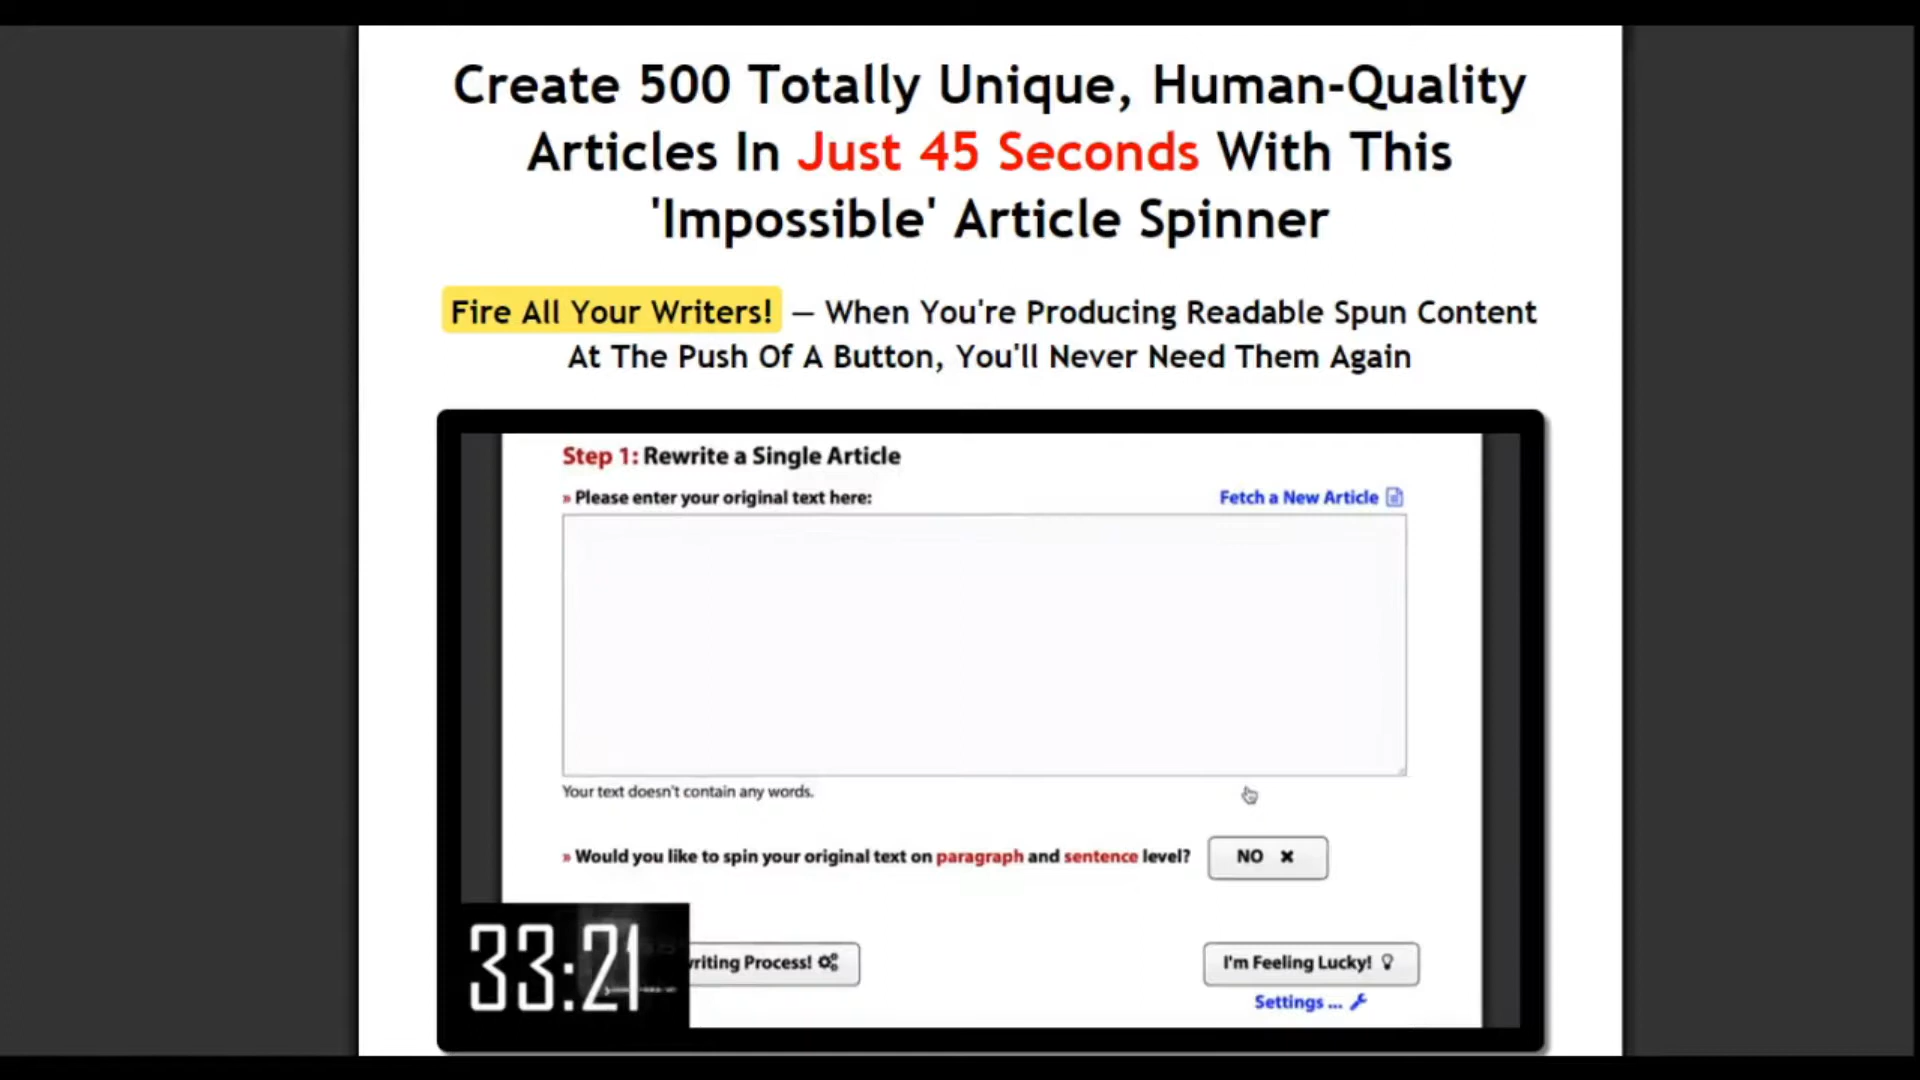 Create 500 Totally Unique, Human-Quality
Articles In Just 45 Seconds With This
'Impossible' Article Spinner
Fire All Your Writers! — When You're Producing Readable Spun Content
At The Push Of A Button, You'll Never Need Them Again
Step 1: Rewrite a Single Article
» Please enter your original text here:
Fetch a New Article
Your text doesn't contain any words.
» Would you like to spin your original text on paragraph and sentence level?
NO
33:21
Process!
I'm Feeling Lucky!
Settings ...